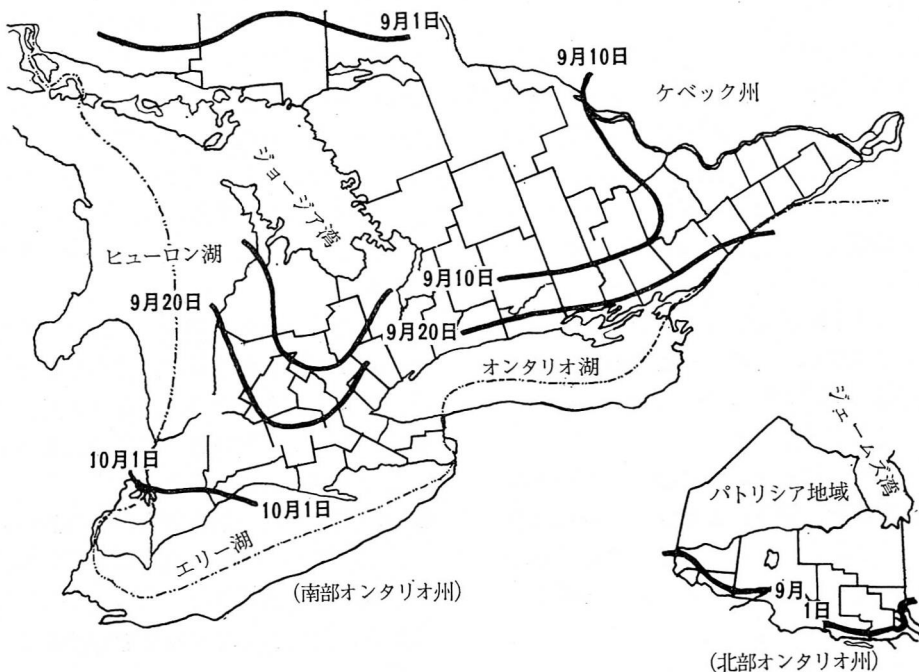 9月1日
9月10日
ケベック州
ジョージア湾
ヒューロン湖
9月20日
9月10日
9月20日
オンタリオ湖
ジェームズ湾
10月1日
パトリシア地域
10月1日
エリー湖
(南部オンタリオ州)
9月
1日
(北部オンタリオ州)